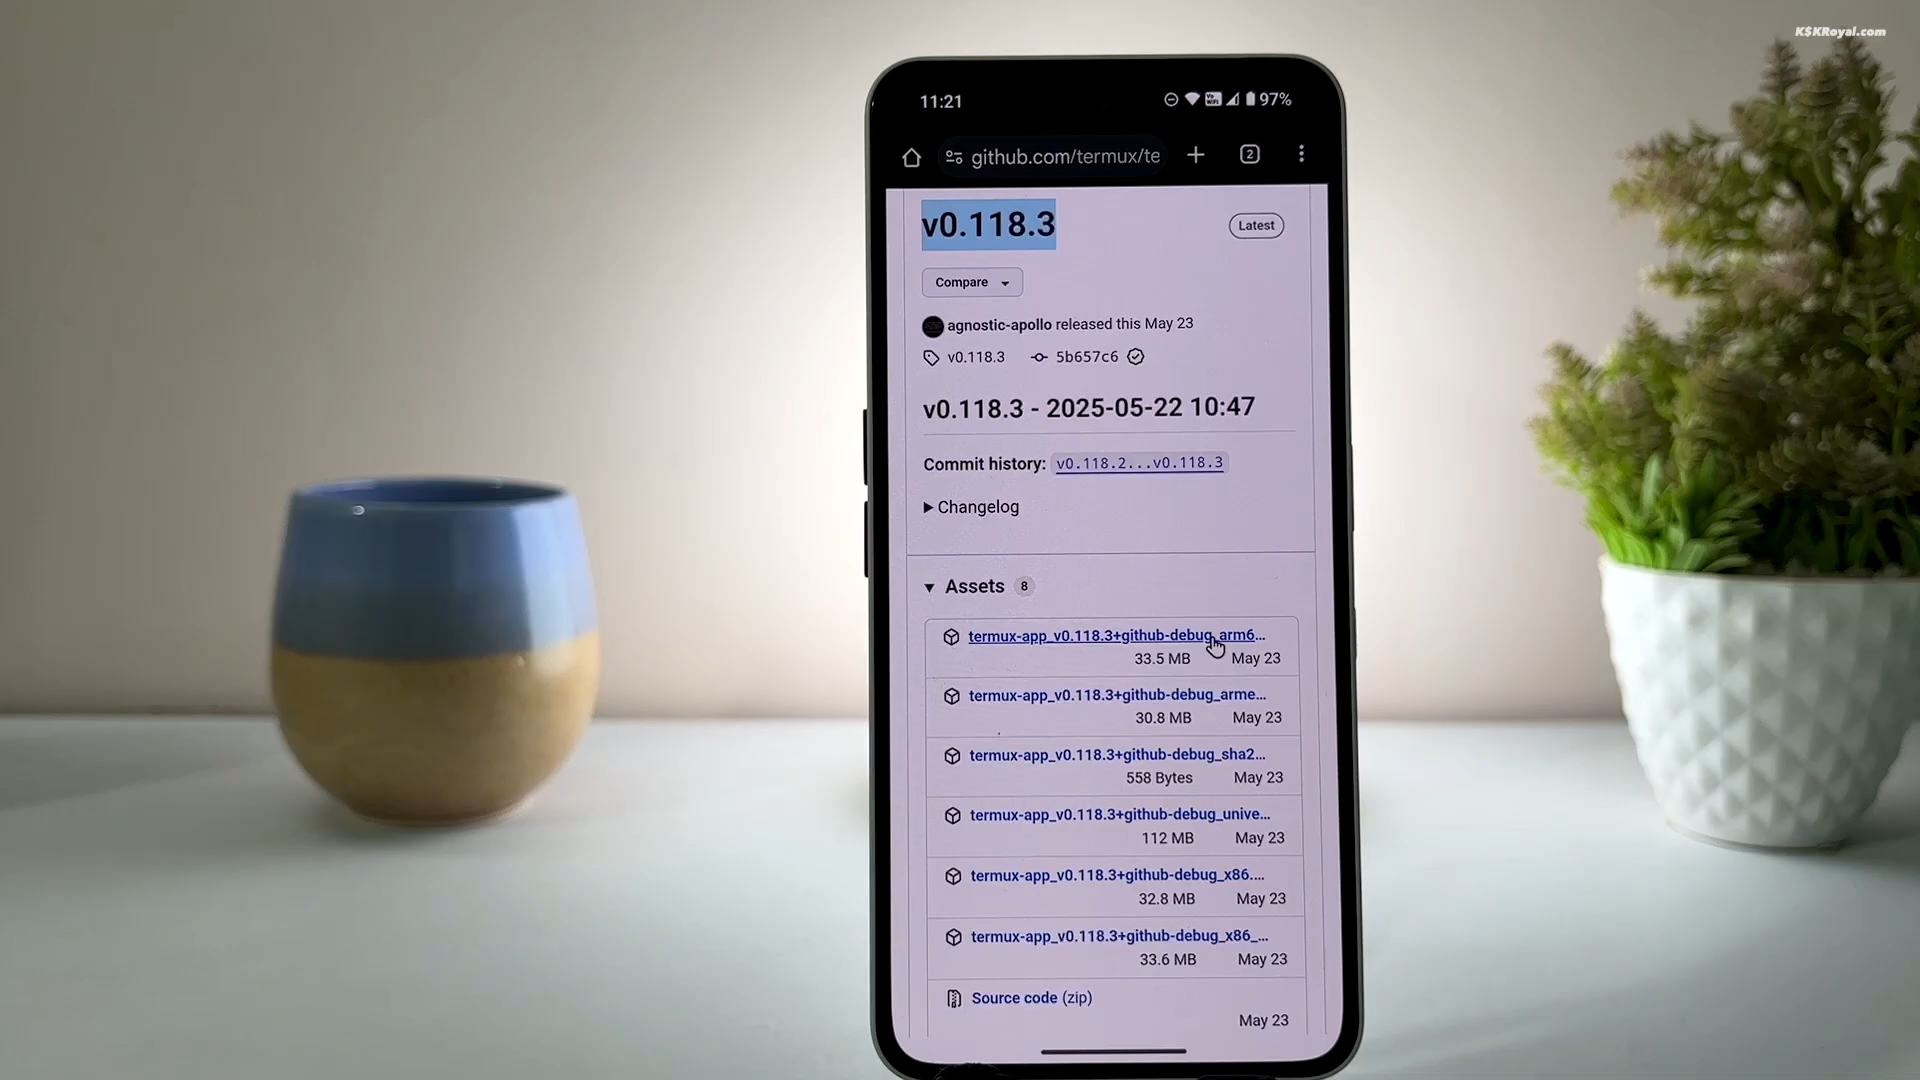 K$KRoyal.com
11:21
97%
github.com/termux/te
2
v0.118.3
Latest
Compare
agnostic-apollo released this May 23
v0.118.3 5b657c6
v0.118.3 - 2025-05-22 10:47
Commit history: v0.118.2...v0.118.3
Changelog
Assets 8
termux-app_v0.118.3+github-debug_arm6...
33.5 MB May 23
termux-app_v0.118.3+github-debug_arme...
30.8 MB May 23
termux-app_v0.118.3+github-debug_sha2...
558 Bytes May 23
termux-app_v0.118.3+github-debug_unive...
112 MB May 23
termux-app_v0.118.3+github-debug_x86....
32.8 MB May 23
termux-app_v0.118.3+github-debug_x86_...
33.6 MB May 23
Source code (zip)
May 23